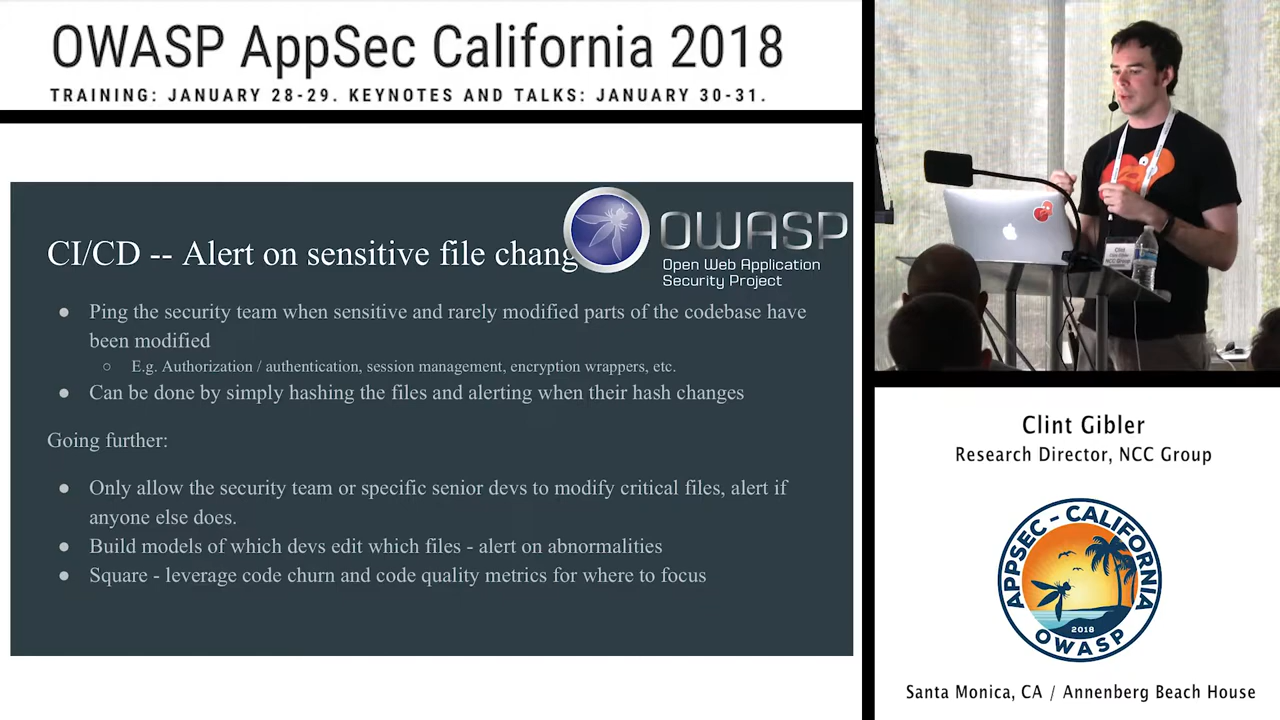 OWASP AppSec California 2018
TRAINING: JANUARY 28-29. KEYNOTES AND TALKS: JANUARY 30-31.
CI/CD -- Alert on sensitive file chang
OWASP
Open Web Application
Security Project
● Ping the security team when sensitive and rarely modified parts of the codebase have
been modified
○ E.g. Authorization / authentication, session management, encryption wrappers, etc.
● Can be done by simply hashing the files and alerting when their hash changes
Going further:
● Only allow the security team or specific senior devs to modify critical files, alert if
anyone else does.
● Build models of which devs edit which files - alert on abnormalities
● Square - leverage code churn and code quality metrics for where to focus
Clint
NCC Group
Clint Gibler
Research Director, NCC Group
APPSEC - CALIFORNIA
2018
OWASP
Santa Monica, CA / Annenberg Beach House